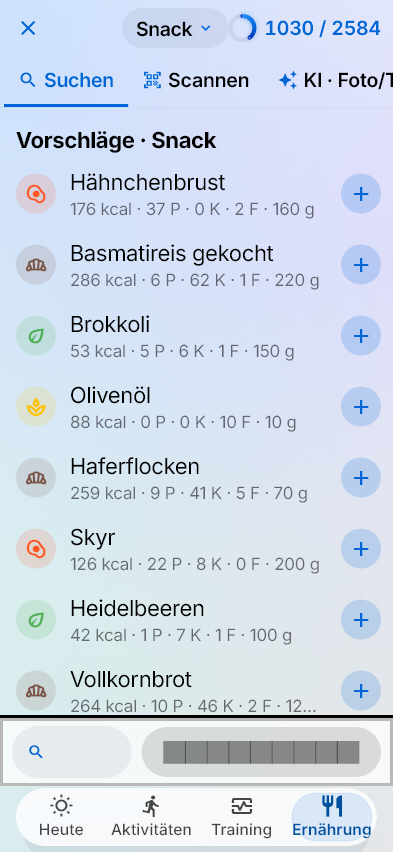 Snack
1030 / 2584
Suchen
Scannen
KI · Foto/T
Vorschläge · Snack
Hähnchenbrust
176 kcal · 37 P · 0 K · 2 F · 160 g
Basmatireis gekocht
286 kcal · 6 P · 62 K · 1 F · 220 g
Brokkoli
53 kcal · 5 P · 6 K · 1 F · 150 g
Olivenöl
88 kcal · 0 P · 0 K · 10 F · 10 g
Haferflocken
259 kcal · 9 P · 41 K · 5 F · 70 g
Skyr
126 kcal · 22 P · 8 K · 0 F · 200 g
Heidelbeeren
42 kcal · 1 P · 7 K · 1 F · 100 g
Vollkornbrot
264 kcal · 10 P · 46 K · 2 F · 12...
Heute
Aktivitäten
Training
Ernährung